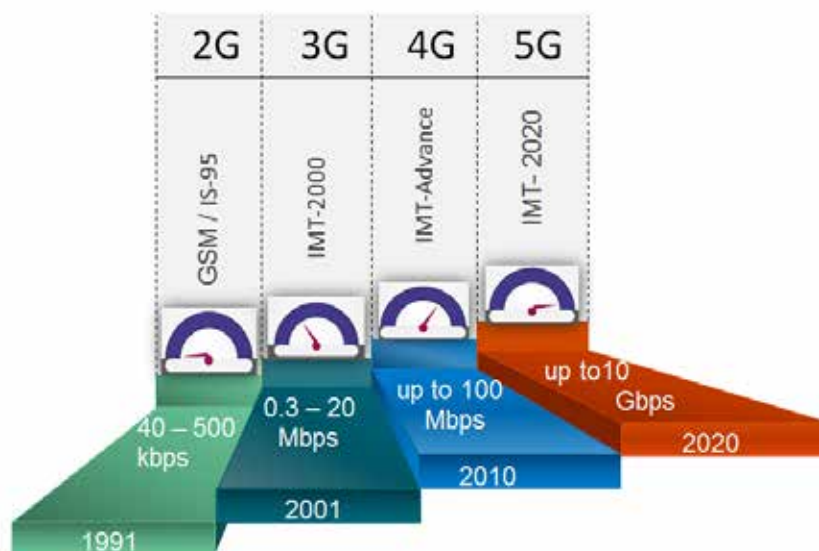 2G
3G
4G
5G
GSM / IS-95
IMT-2000
IMT-Advance
IMT- 2020
40 – 500
kbps
0.3 – 20
Mbps
up to 100
Mbps
up to10
Gbps
1991
2001
2010
2020